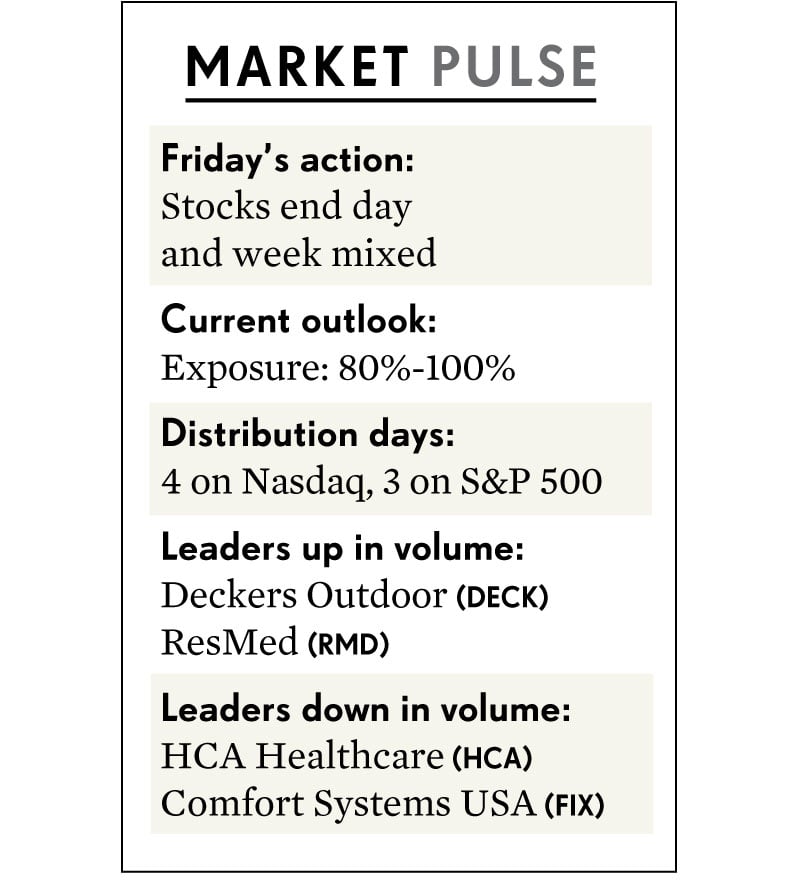 MARKET PULSE
Friday's action:
Stocks end day
and week mixed
Current outlook:
Exposure: 80%-100%
Distribution days:
4 on Nasdaq, 3 on S&P 500
Leaders up in volume:
Deckers Outdoor (DECK)
ResMed (RMD)
Leaders down in volume:
HCA Healthcare (HCA)
Comfort Systems USA (FIX)